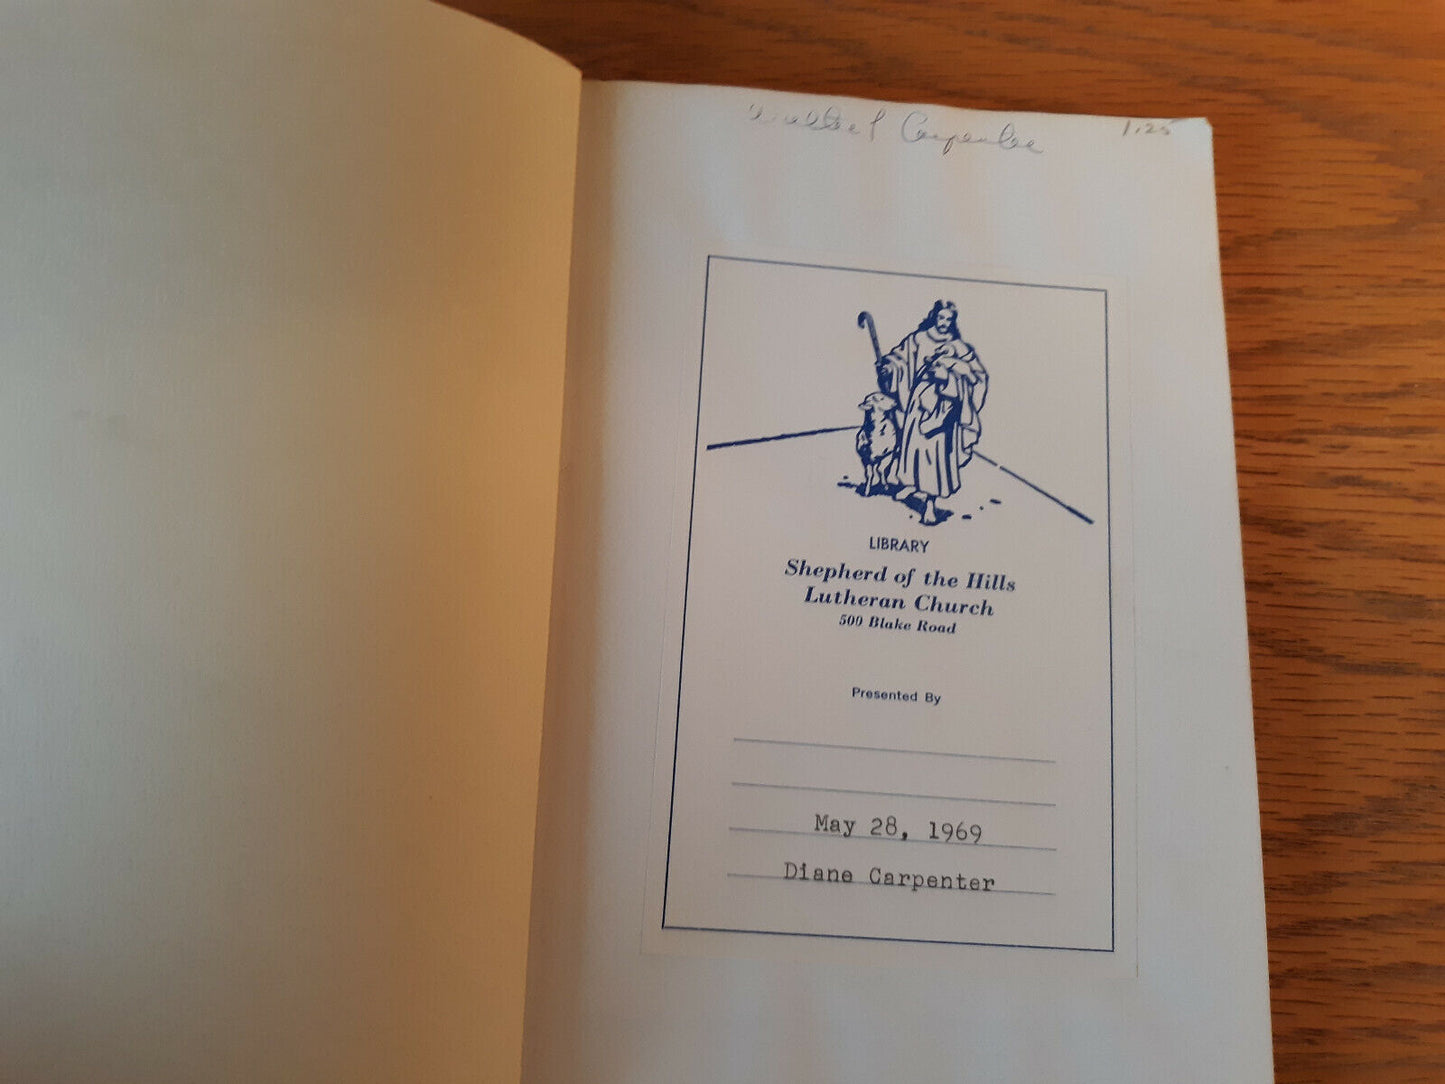 Carpenter 1.25
LIBRARY
Shepherd of the Hills
Lutheran Church
500 Blake Road
Presented By
May 28, 1969
Diane Carpenter